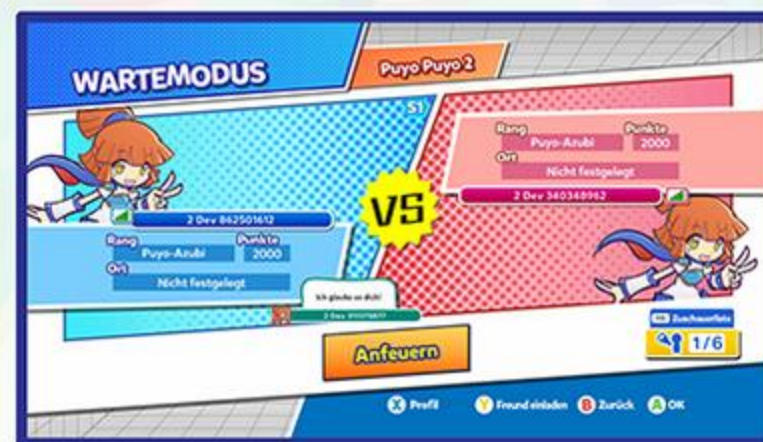 WARTEMODUS
Puyo Puyo 2
S1
Rang Punkte
Puyo-Azubi 2000
Ort
Nicht festgelegt
2 Dev 340348962
VS
2 Dev 862501612
Rang Punkte
Puyo-Azubi 2000
Ort
Nicht festgelegt
Ich glaube an dich!
2 Dev
Anfeuern
Zuschauerliste
1/6
X Profil Y Freund einladen B Zurück A OK